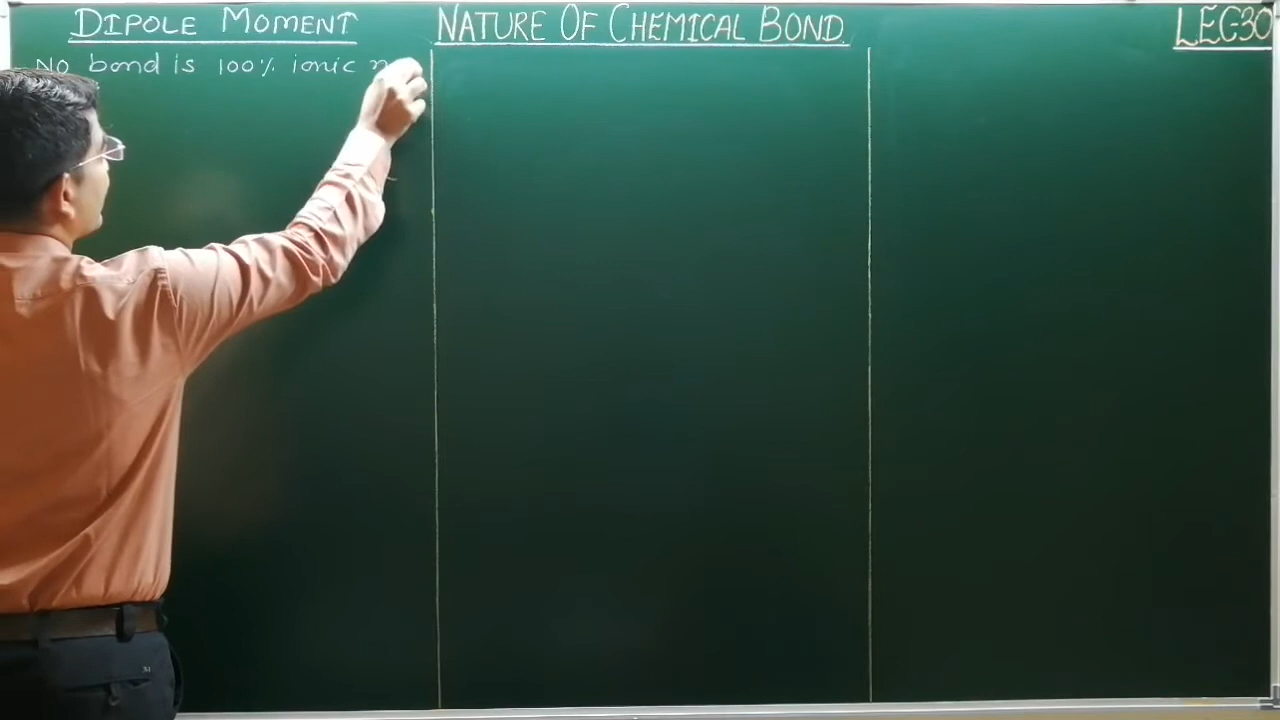 DIPOLE MOMENT
NATURE OF CHEMICAL BOND
LEC30
No bond is 100% ionic